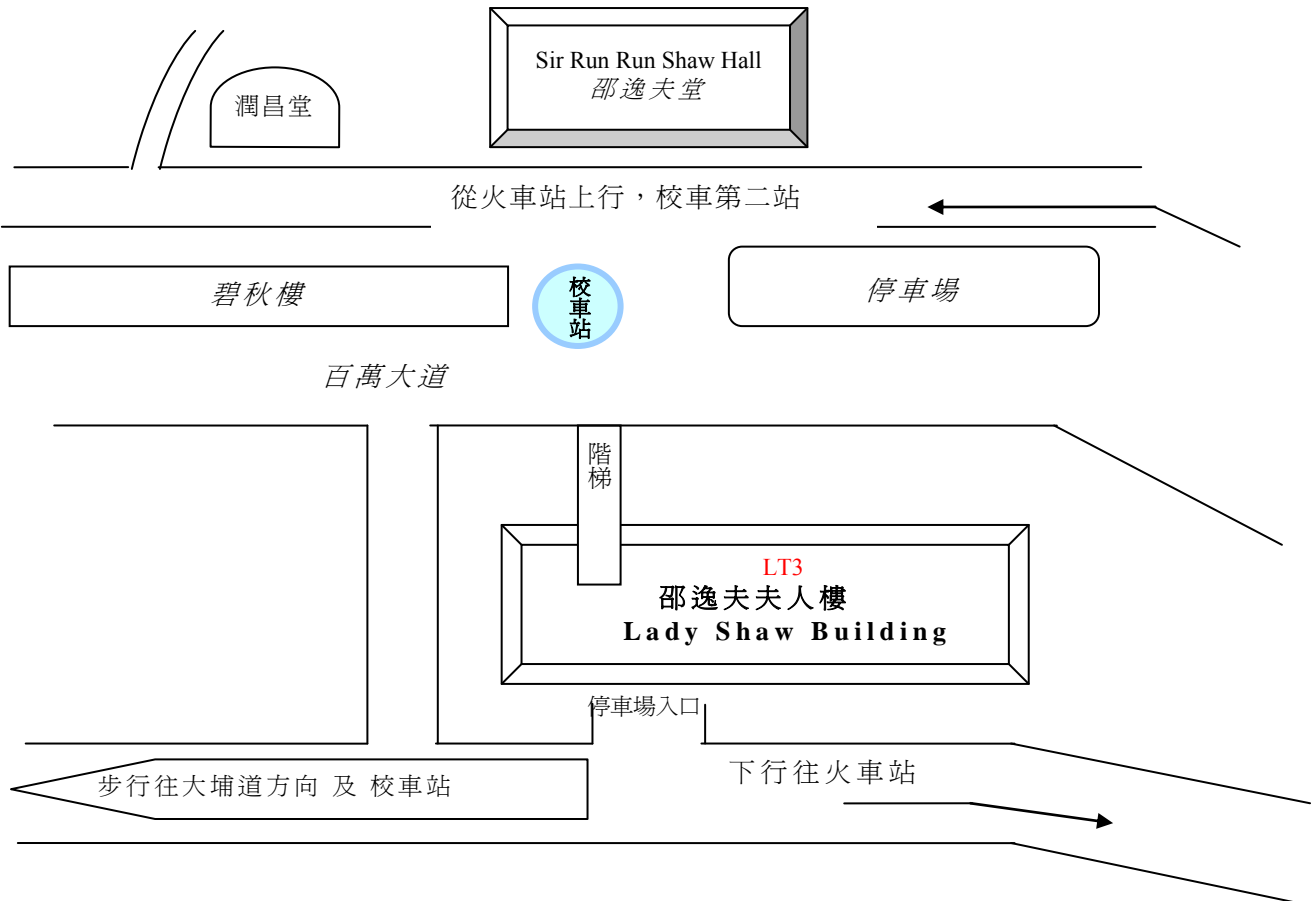 Sir Run Run Shaw Hall
邵逸夫堂
潤昌堂
從火車站上行，校車第二站
碧秋樓
校車站
停車場
百萬大道
階梯
LT3
邵逸夫夫人樓
Lady Shaw Building
停車場入口
步行往大埔道方向 及 校車站
下行往火車站